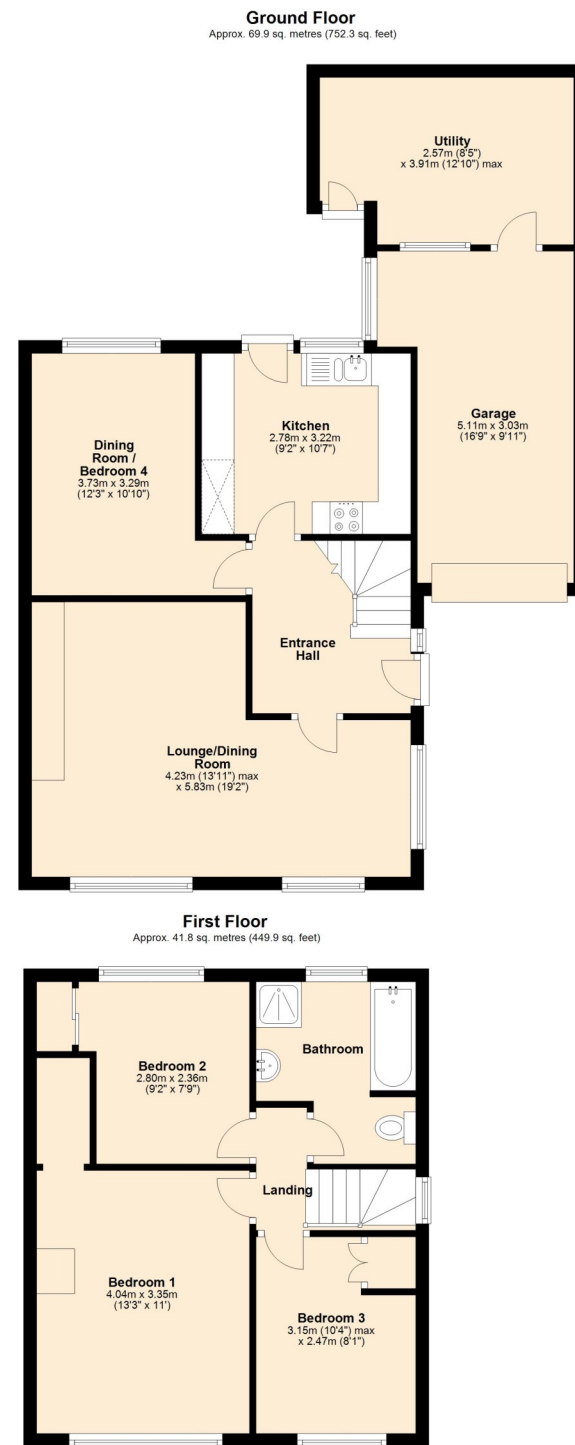 Ground Floor
Approx. 69.9 sq. metres (752.3 sq. feet)
Utility
2.57m (8'5")
x 3.91m (12'10") max
Kitchen
2.78m x 3.22m
(9'2" x 10'7")
Garage
5.11m x 3.03m
(16'9" x 9'11")
Dining
Room /
Bedroom 4
3.73m x 3.29m
(12'3" x 10'10")
Entrance
Hall
Lounge/Dining
Room
4.23m (13'11") max
x 5.83m (19'2")
First Floor
Approx. 41.8 sq. metres (449.9 sq. feet)
Bathroom
Bedroom 2
2.80m x 2.36m
(9'2" x 7'9")
Landing
Bedroom 1
4.04m x 3.35m
(13'3" x 11')
Bedroom 3
3.15m (10'4") max
x 2.47m (8'1")